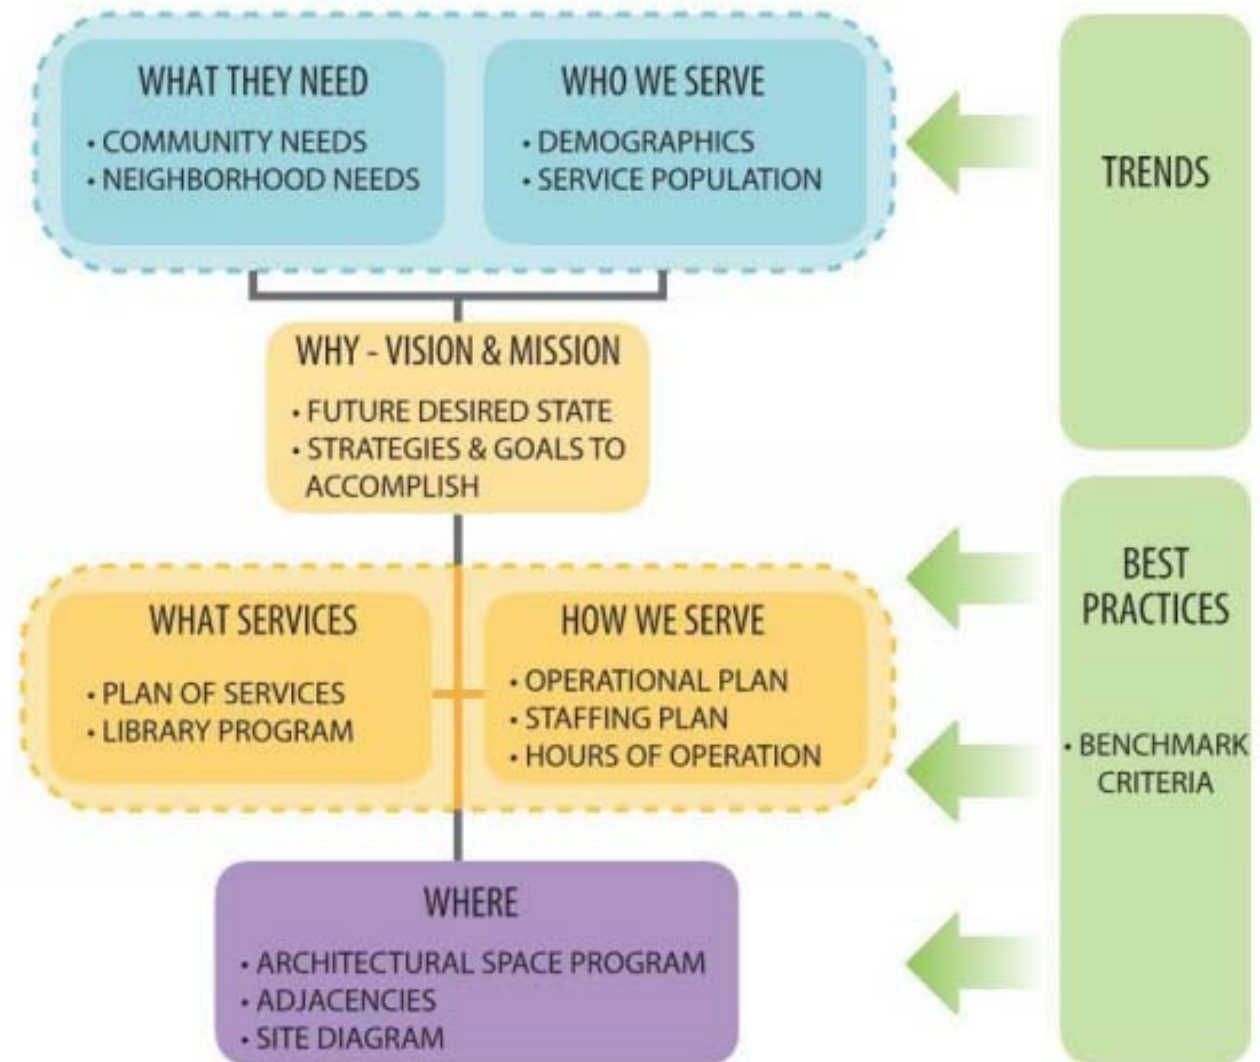 WHAT THEY NEED
• COMMUNITY NEEDS
• NEIGHBORHOOD NEEDS
WHO WE SERVE
• DEMOGRAPHICS
• SERVICE POPULATION
TRENDS
WHY - VISION & MISSION
• FUTURE DESIRED STATE
• STRATEGIES & GOALS TO
ACCOMPLISH
WHAT SERVICES
• PLAN OF SERVICES
• LIBRARY PROGRAM
HOW WE SERVE
• OPERATIONAL PLAN
• STAFFING PLAN
• HOURS OF OPERATION
BEST
PRACTICES
• BENCHMARK
CRITERIA
WHERE
• ARCHITECTURAL SPACE PROGRAM
• ADJACENCIES
• SITE DIAGRAM